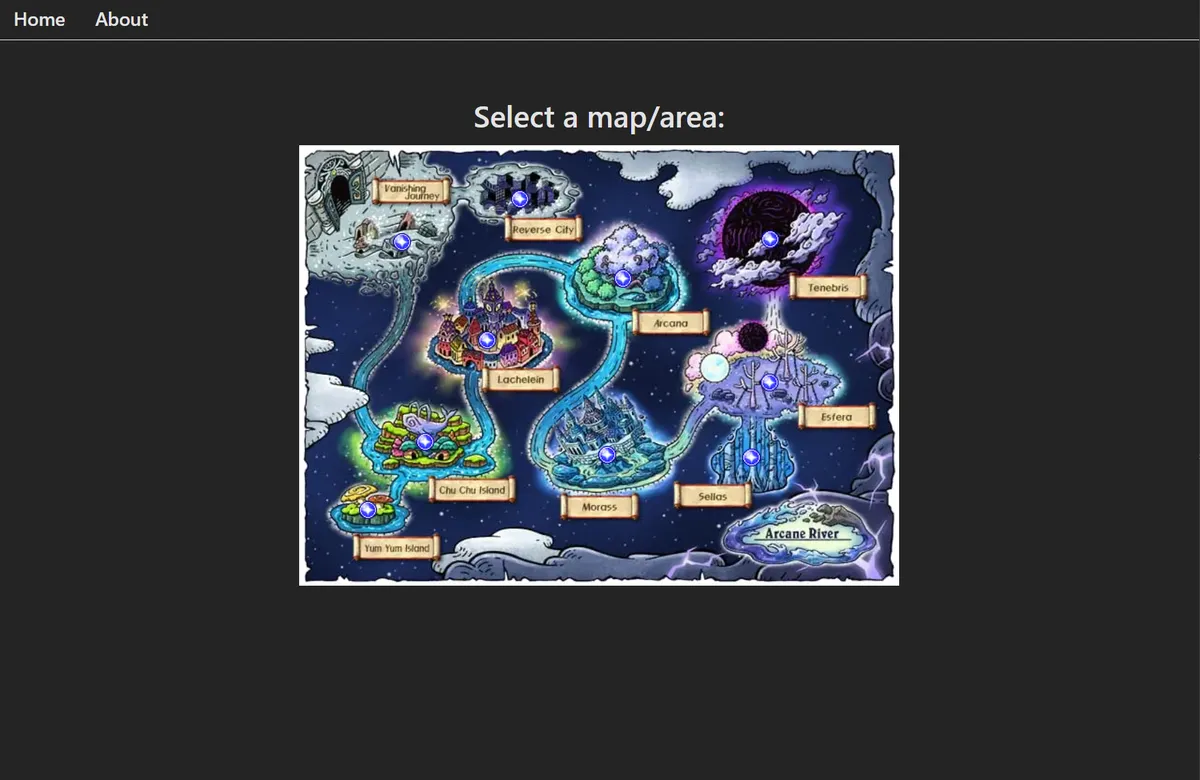 Home About
Select a map/area:
Vanishing
Journey
Reverse City
Tenebris
Arcana
Lachelein
Esfera
Chu Chu Island
Sellas
Morass
Arcane River
Yum Yum Island